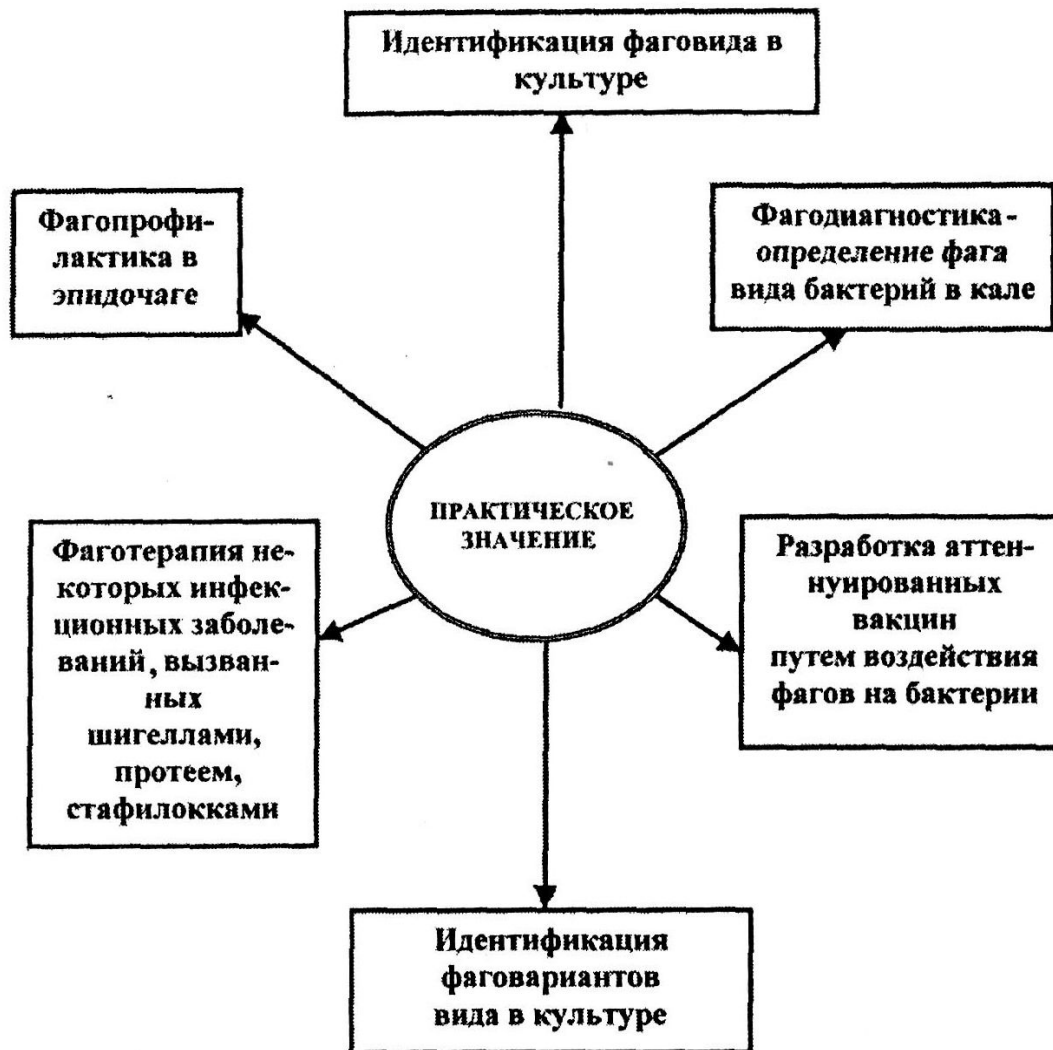 Идентификация фаговида в
культуре
Фагопрофи-
лактика в
эпидочаге
Фагодиагностика-
определение фага
вида бактерий в кале
ПРАКТИЧЕСКОЕ
ЗНАЧЕНИЕ
Фаготерапия не-
которых инфек-
ционных заболе-
ваний, вызван-
ных
шигеллами,
протеем,
стафилокками
Разработка аттен-
нуированных
вакцин
путем воздействия
фагов на бактерии
Идентификация
фаговариантов
вида в культуре